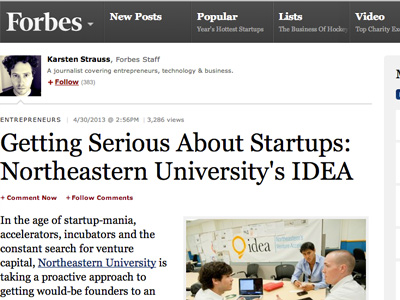 Forbes
New Posts
Popular
Year's Hottest Startups
Lists
The Business Of Hockey
Video
Top Charity
Karsten Strauss, Forbes Staff
A journalist covering entrepreneurs, technology & business.
+ Follow (383)
ENTREPRENEURS | 4/30/2013 @ 2:56PM | 3,286 views
Getting Serious About Startups:
Northeastern University's IDEA
+ Comment Now + Follow Comments
In the age of startup-mania,
accelerators, incubators and the
constant search for venture
capital, Northeastern University is
taking a proactive approach to
getting would-be founders to an
idea